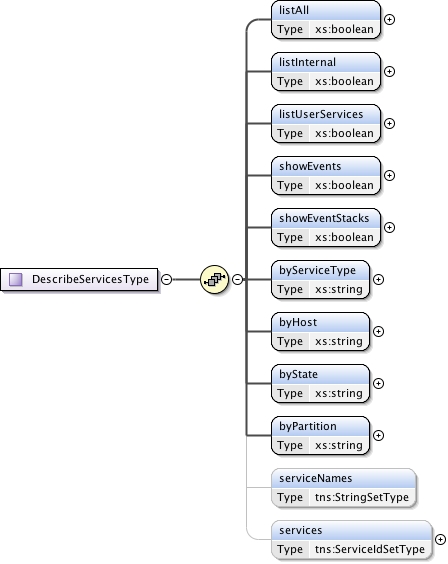 listAll
Type xs:boolean
listInternal
Type xs:boolean
listUserServices
Type xs:boolean
showEvents
Type xs:boolean
showEventStacks
Type xs:boolean
DescribeServicesType
byServiceType
Type xs:string
byHost
Type xs:string
byState
Type xs:string
byPartition
Type xs:string
serviceNames
Type tns:StringSetType
services
Type tns:ServiceIdSetType